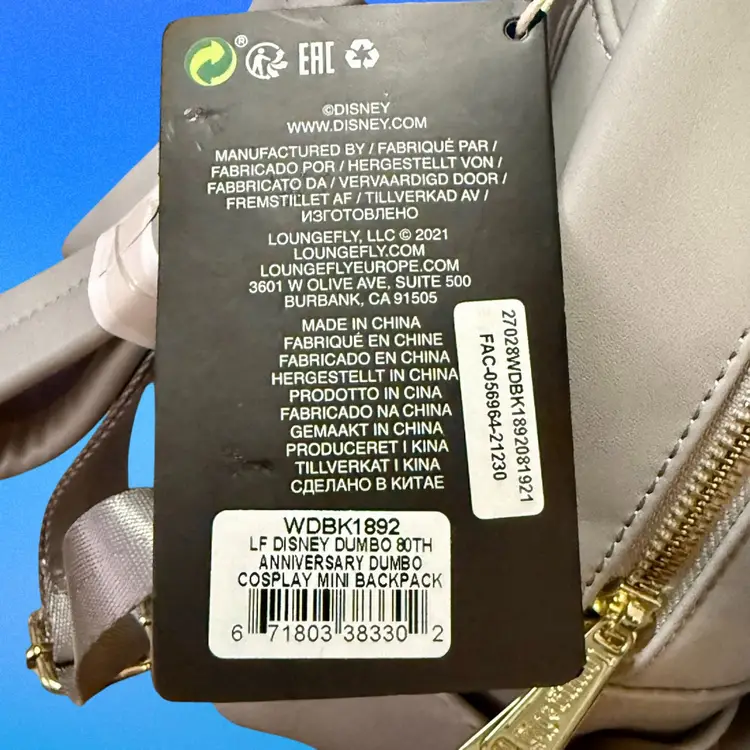 ®
EAC
©DISNEY
WWW.DISNEY.COM
MANUFACTURED BY / FABRIQUÉ PAR /
FABRICADO POR / HERGESTELLT VON /
FABBRICATO DA / VERVAARDIGD DOOR /
FREMSTILLET AF / TILLVERKAD AV /
ИЗГОТОВЛЕНО
LOUNGEFLY, LLC © 2021
LOUNGEFLY.COM
LOUNGEFLYEUROPE.COM
3601 W OLIVE AVE, SUITE 500
BURBANK, CA 91505
MADE IN CHINA
FABRIQUÉ EN CHINE
FABRICADO EN CHINA
HERGESTELLT IN CHINA
PRODOTTO IN CINA
FABRICADO NA CHINA
GEMAAKT IN CHINA
PRODUCERET I KINA
TILLVERKAT I KINA
СДЕЛАНО В КИТАЕ
27028WDBK1892081921
FAC-056964-21230
WDBK1892
LF DISNEY DUMBO 80TH
ANNIVERSARY DUMBO
COSPLAY MINI BACKPACK
6 71803 38330 2